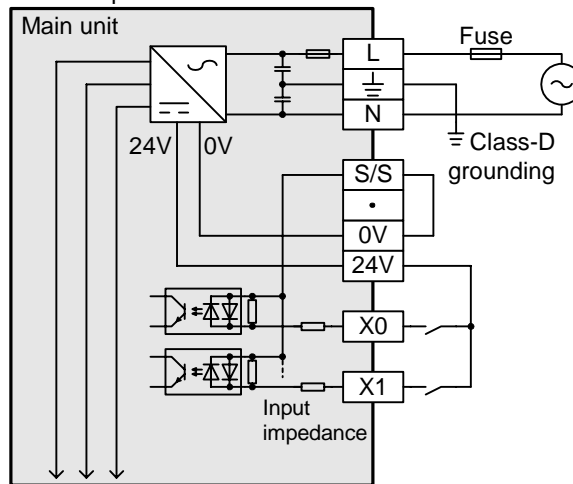 Main unit
L
Fuse
N
24V
0V
Class-D
grounding
S/S
•
0V
24V
X0
X1
Input
impedance